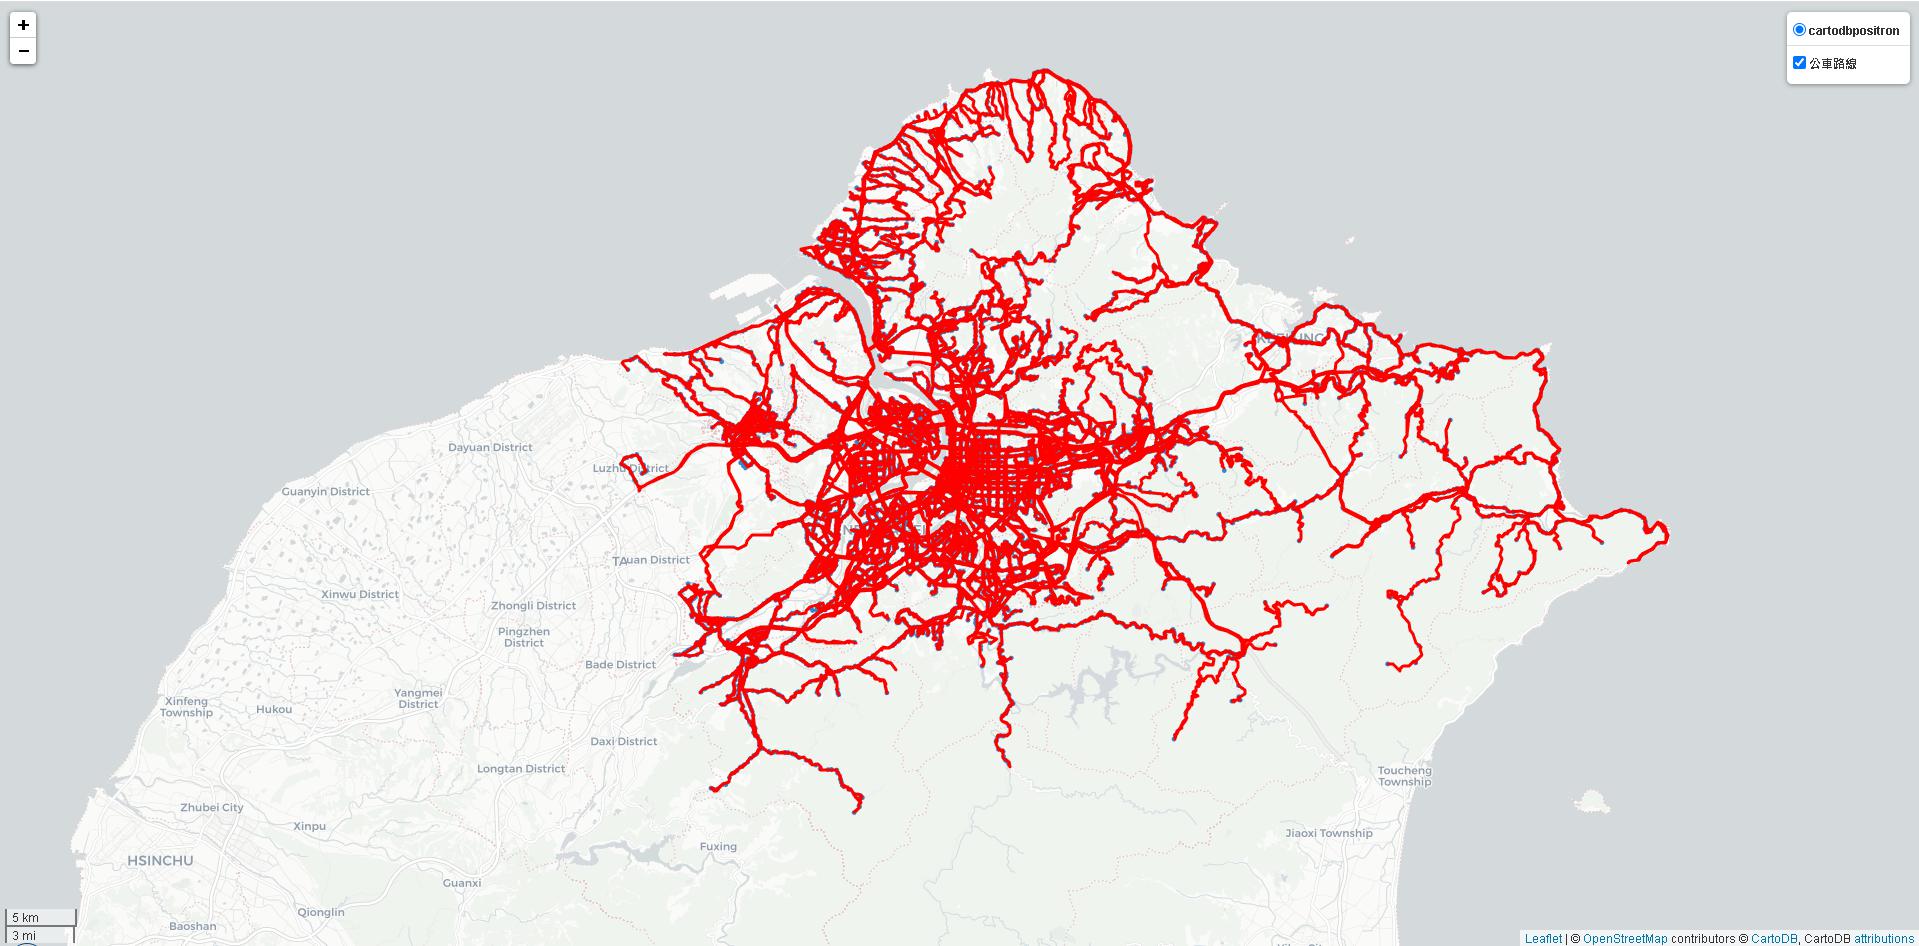 +
−
cartodbpositron
公車路線
Dayuan District
Luzhu District
Guanyin District
Xinwu District
Zhongli District
Pingzhen
District
Bade District
Xinfeng
Township
Hukou
Yangmei
District
Daxi District
Longtan District
Zhubei City
Xinpu
HSINCHU
Guanxi
Fuxing
Qionglin
Baoshan
Toucheng
Township
Jiaoxi Township
5 km
3 mi
Leaflet | © OpenStreetMap contributors © CartoDB, CartoDB attributions